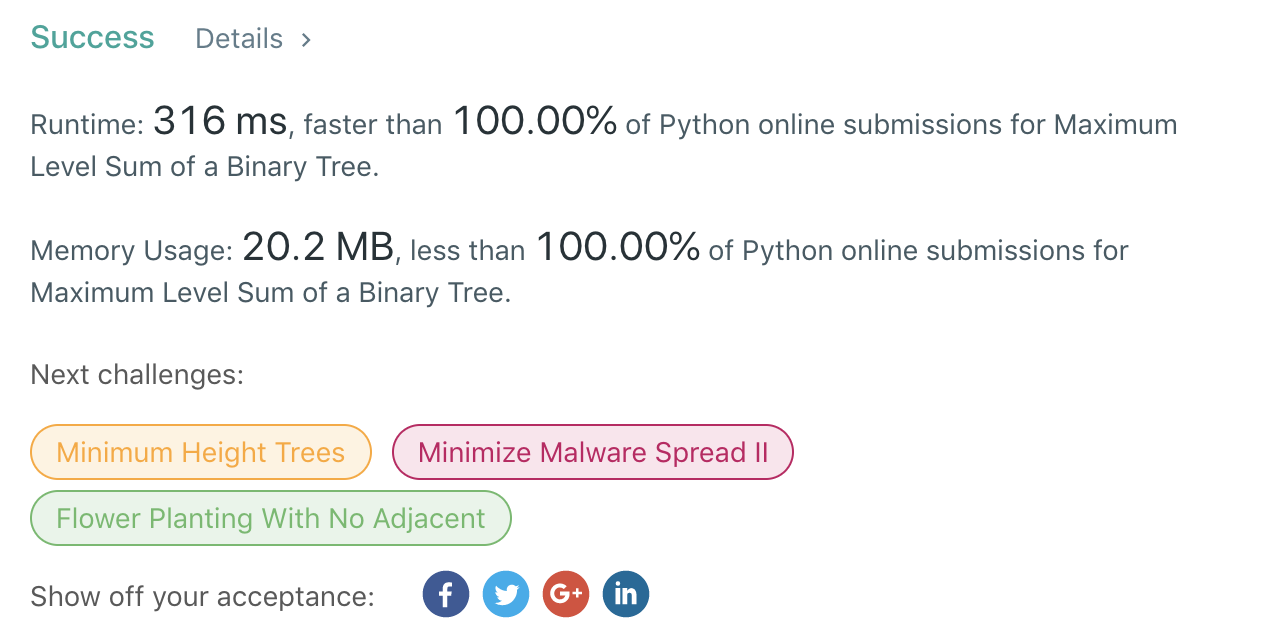 Success Details >
Runtime: 316 ms, faster than 100.00% of Python online submissions for Maximum
Level Sum of a Binary Tree.
Memory Usage: 20.2 MB, less than 100.00% of Python online submissions for
Maximum Level Sum of a Binary Tree.
Next challenges:
Minimum Height Trees Minimize Malware Spread II
Flower Planting With No Adjacent
Show off your acceptance: f G+ in